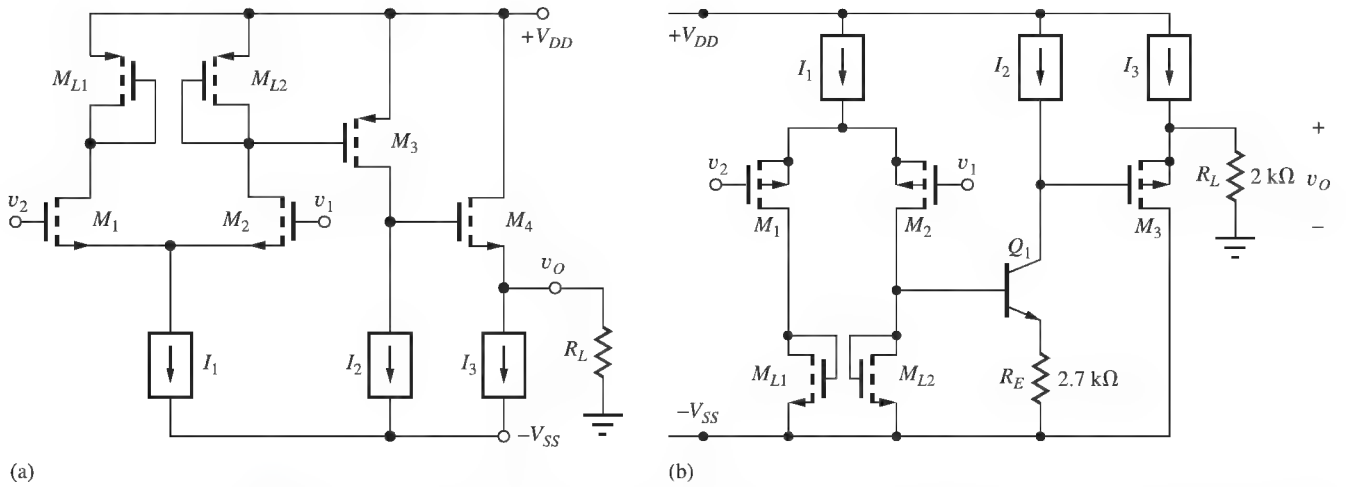 +V_DD
M_L1
M_L2
M_3
v_2
M_1
M_2
v_1
M_4
v_O
I_1
I_2
I_3
R_L
−V_SS
(a)
+V_DD
I_1
I_2
I_3
v_2
v_1
M_1
M_2
M_3
R_L 2 kΩ
+
v_O
−
Q_1
M_L1
M_L2
R_E 2.7 kΩ
−V_SS
(b)